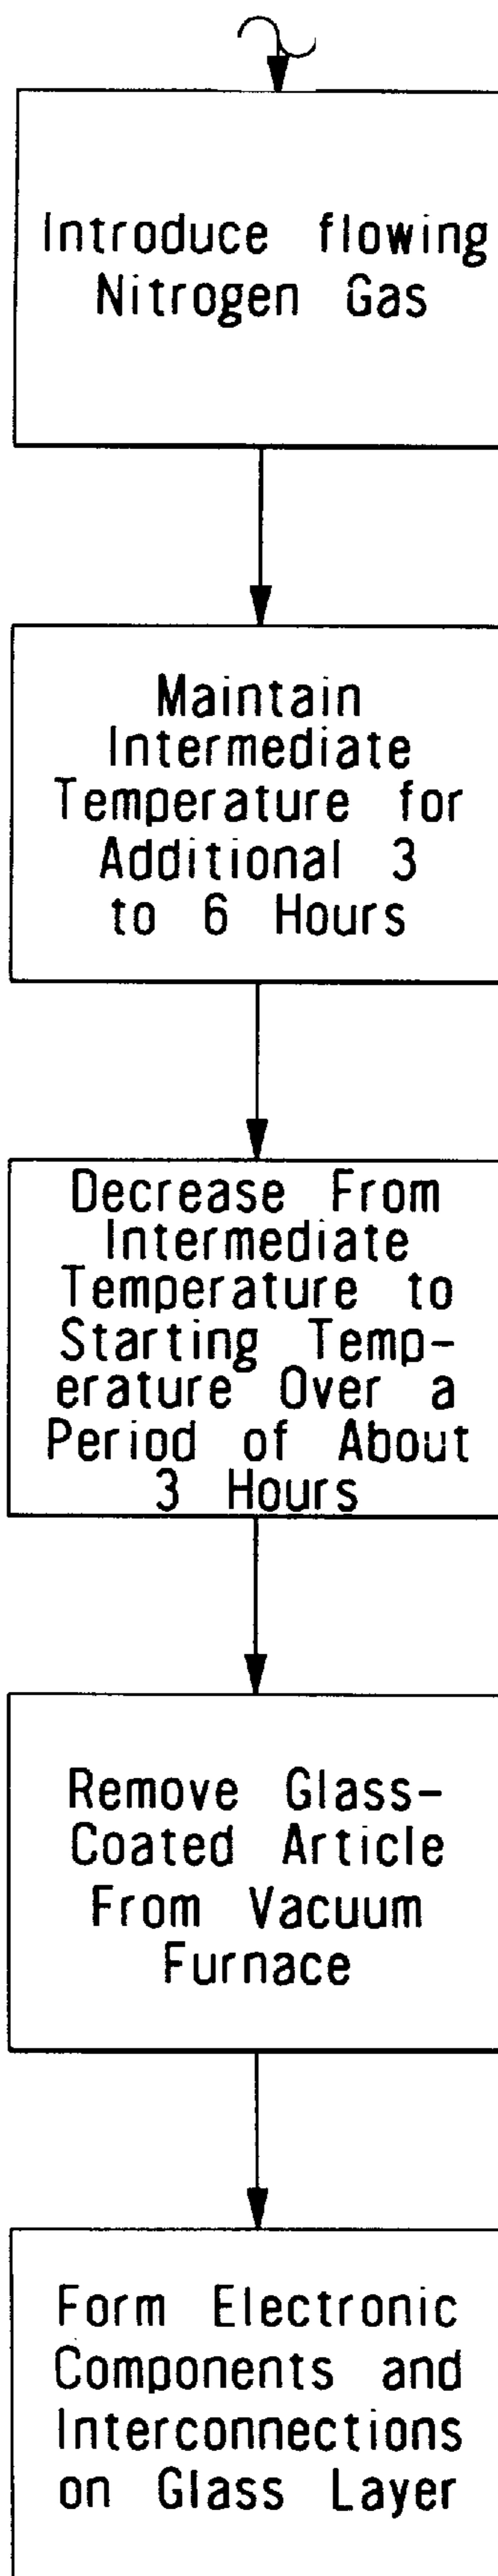 Introduce flowing
Nitrogen Gas
Maintain
Intermediate
Temperature for
Additional 3
to 6 Hours
Decrease From
Intermediate
Temperature to
Starting Temp-
erature Over a
Period of About
3 Hours
Remove Glass-
Coated Article
From Vacuum
Furnace
Form Electronic
Components and
Interconnections
on Glass Layer